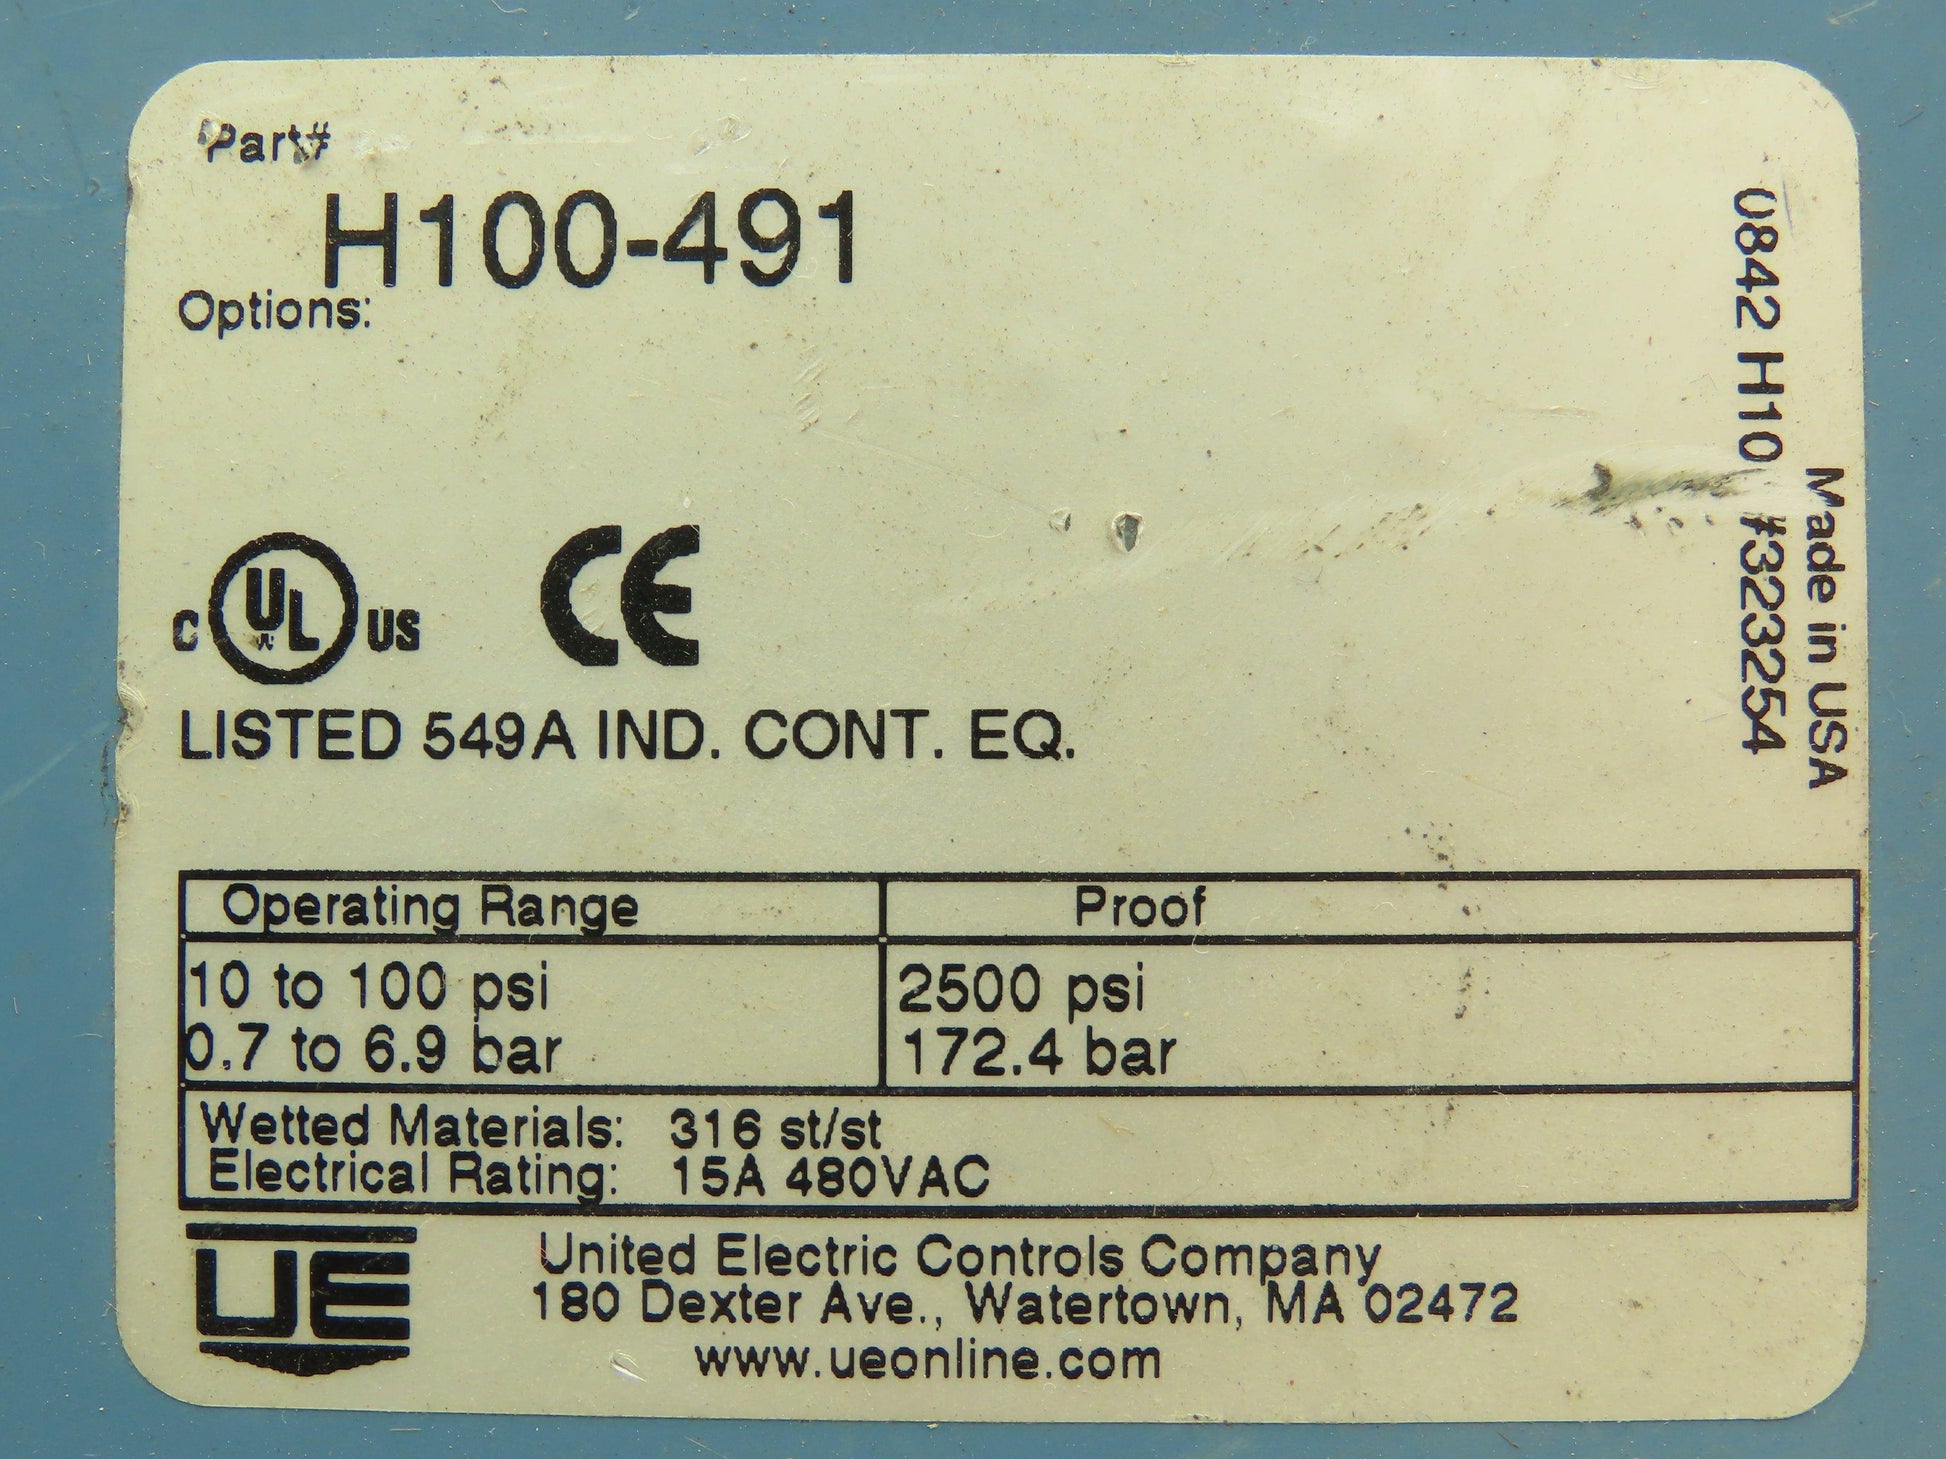 Part#
H100-491
Options:
0842 H10 #323254
Made in USA
C UL US CE
LISTED 549A IND. CONT. EQ.
Operating Range Proof
10 to 100 psi 2500 psi
0.7 to 6.9 bar 172.4 bar
Wetted Materials: 316 st/st
Electrical Rating: 15A 480VAC
UE
United Electric Controls Company
180 Dexter Ave., Watertown, MA 02472
www.ueonline.com